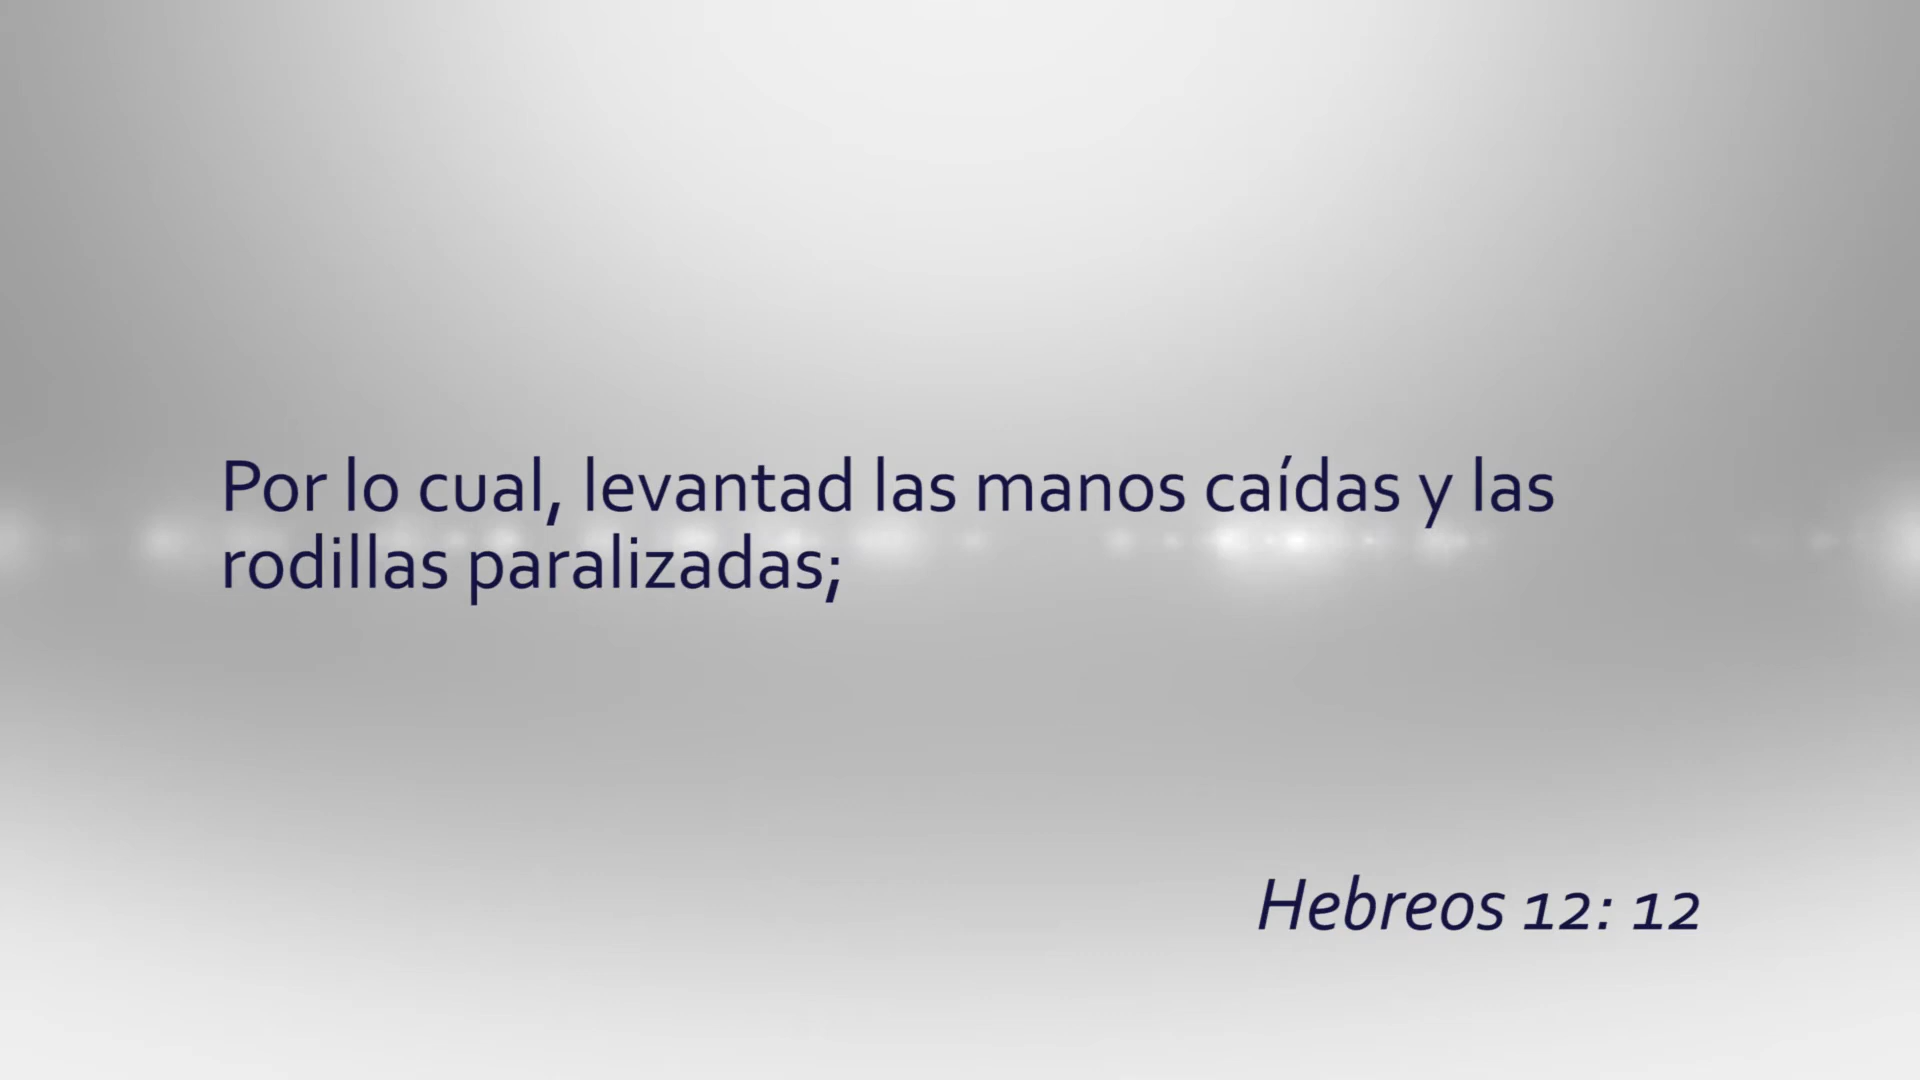 Por lo cual, levantad las manos caídas y las
rodillas paralizadas;
Hebreos 12: 12